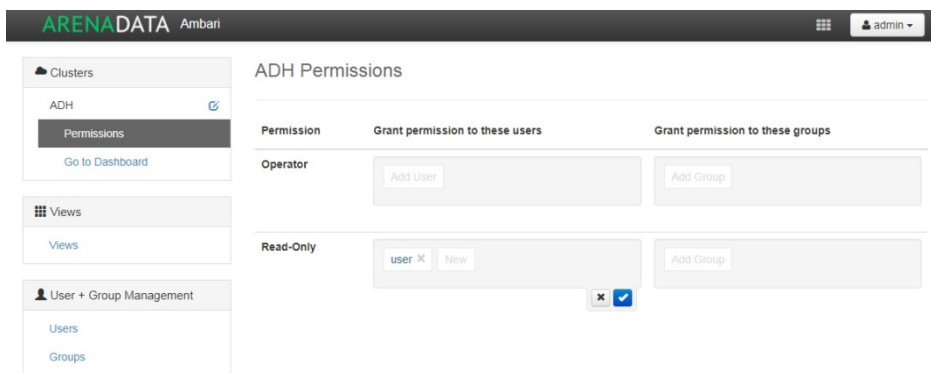 ARENADATA Ambari
admin
Clusters
ADH
Permissions
Go to Dashboard
Views
Views
User + Group Management
Users
Groups
ADH Permissions
Permission Grant permission to these users Grant permission to these groups
Operator Add User Add Group
Read-Only user × New Add Group